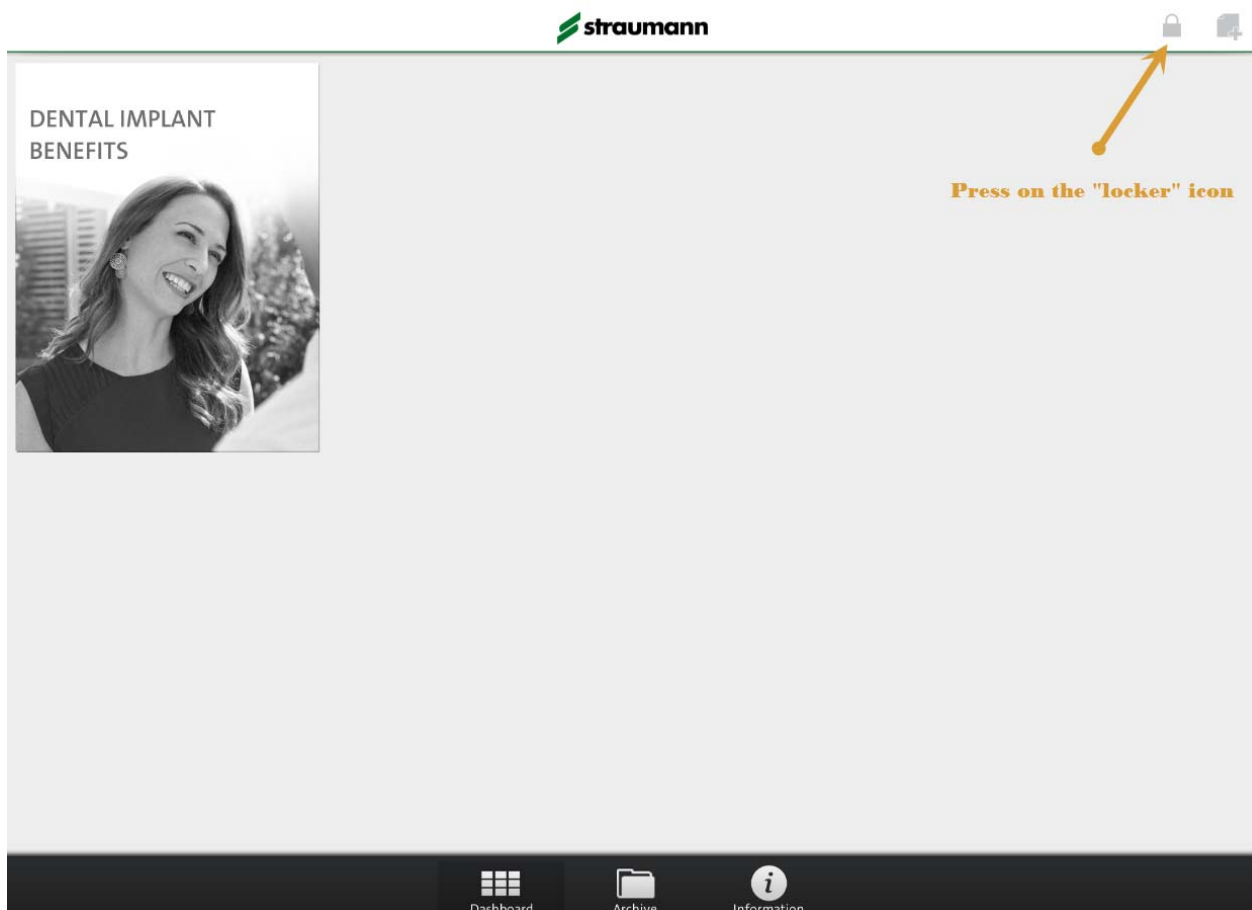 straumann
DENTAL IMPLANT
BENEFITS
Press on the "locker" icon
Dashboard
Archive
Information